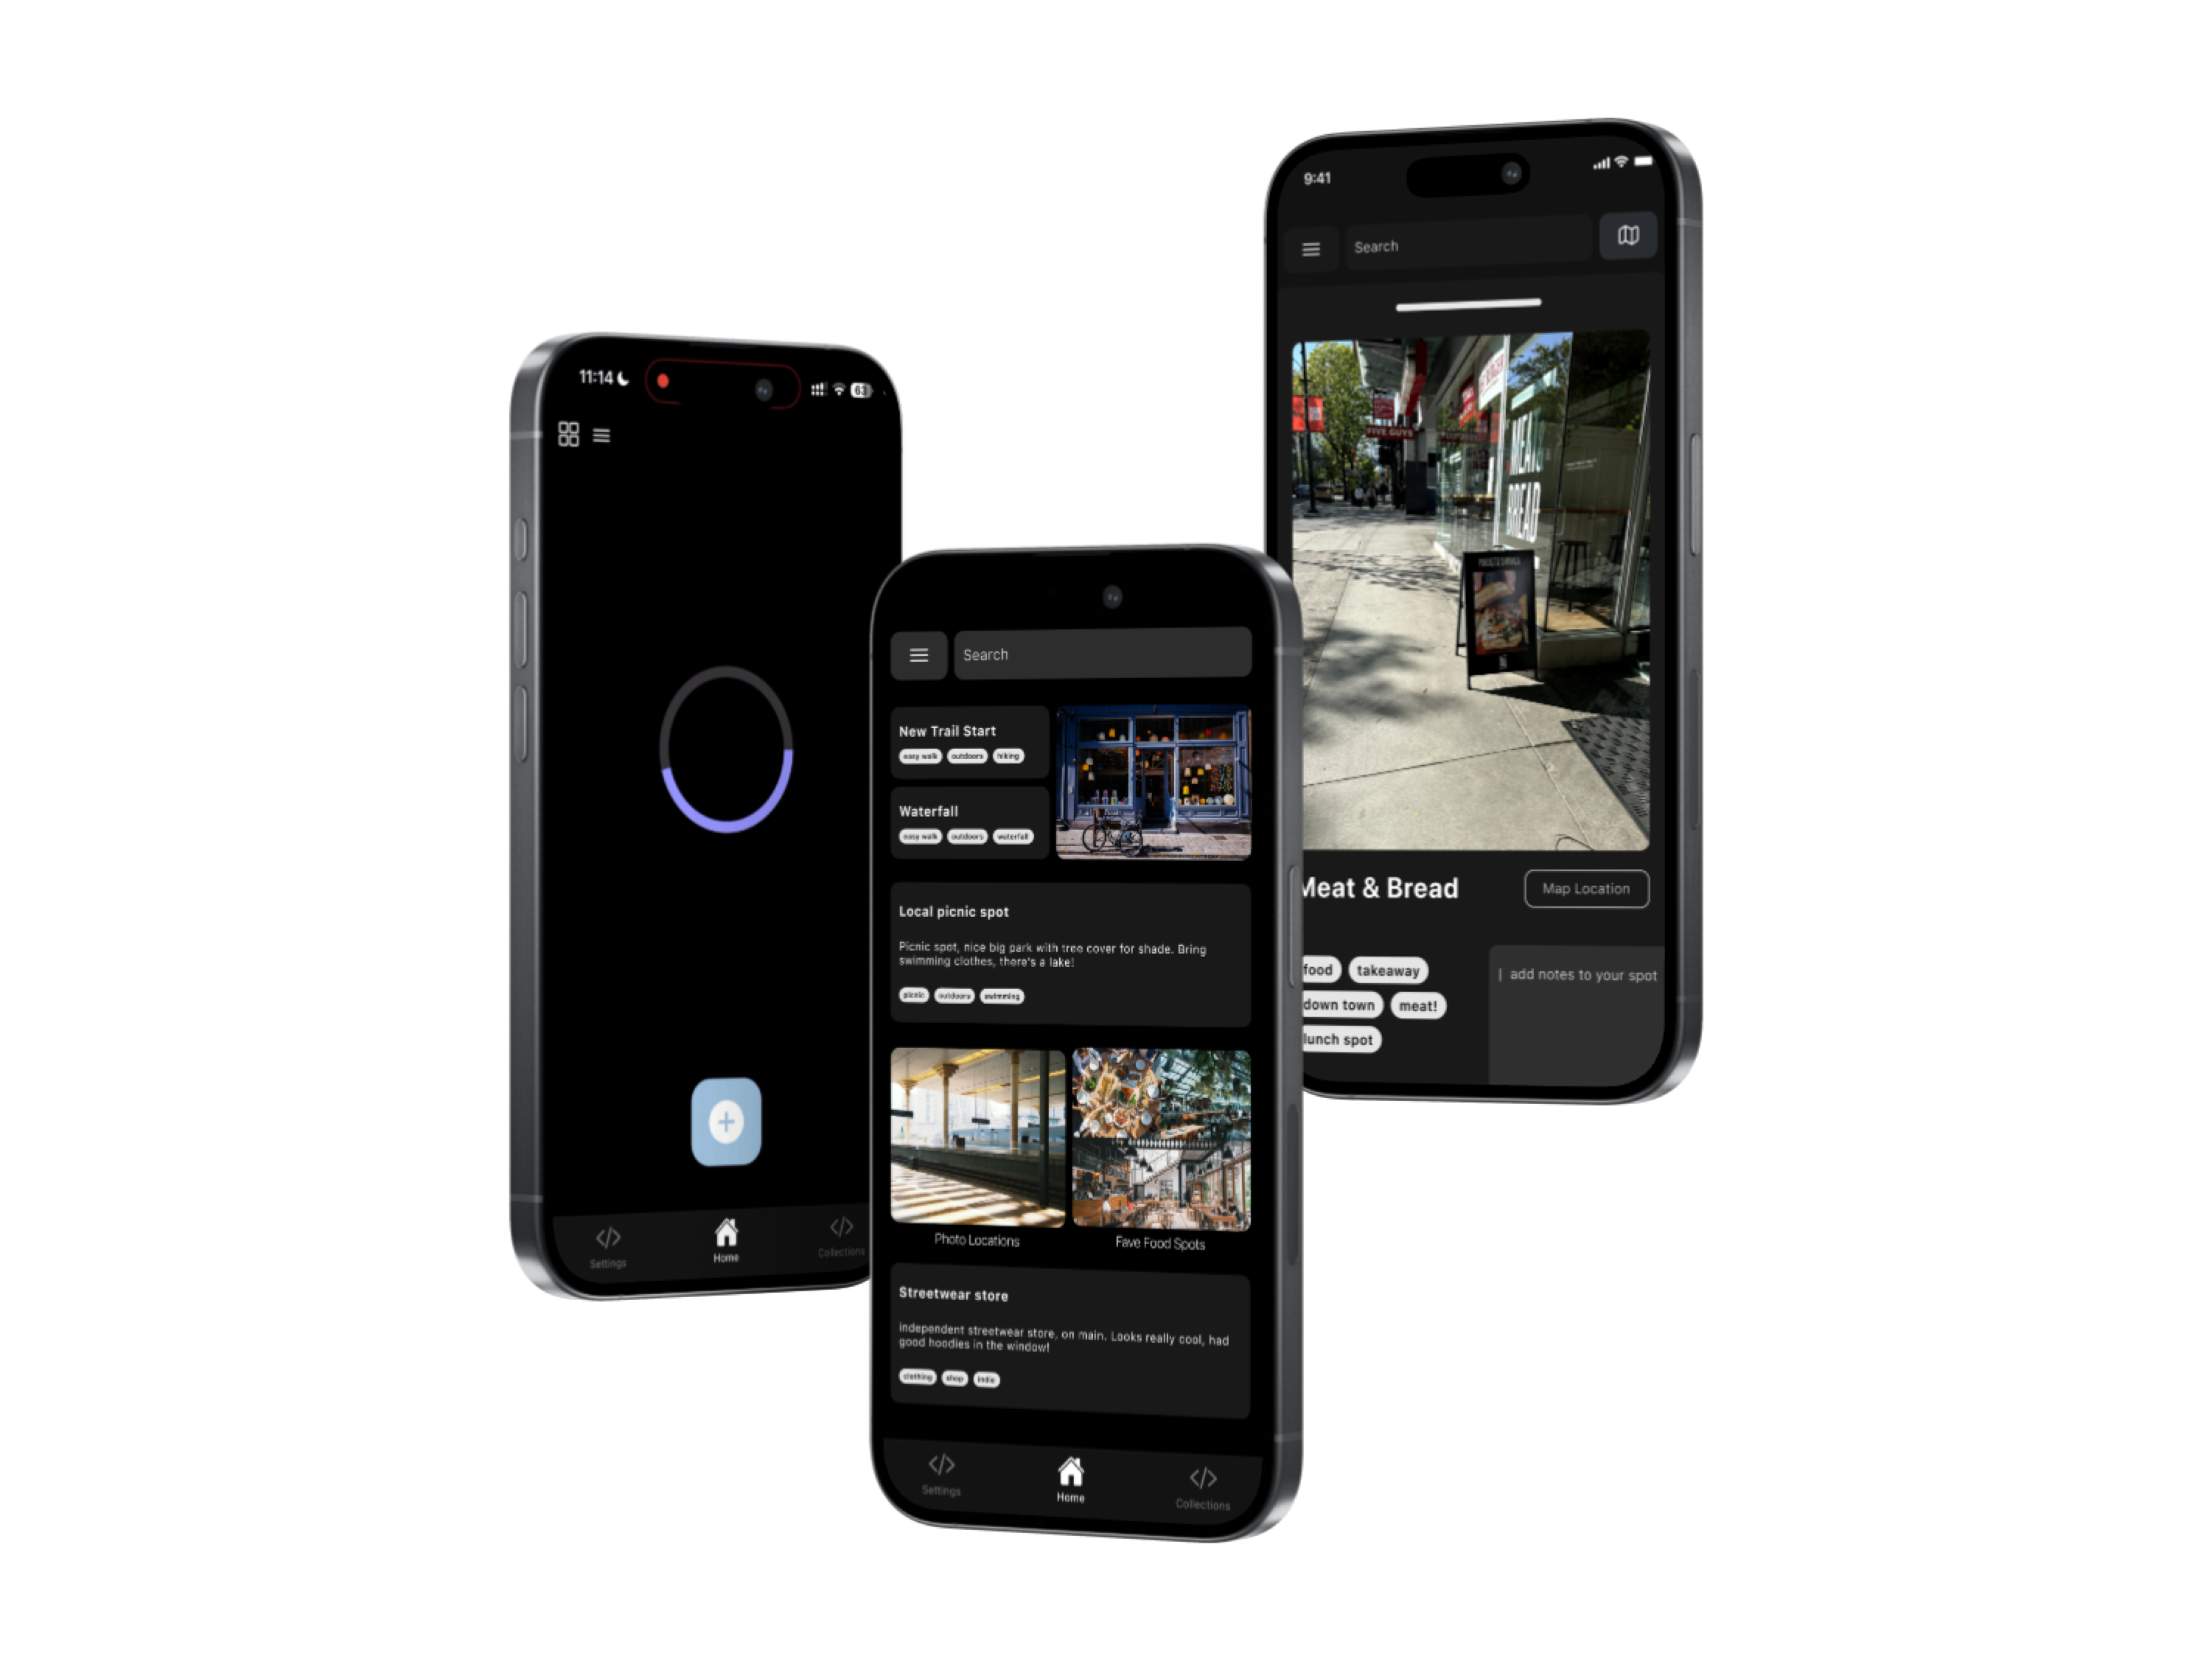 11:14
63
Settings
Home
Collections
Search
New Trail Start
easy walk outdoors hiking
Waterfall
easy walk outdoors waterfall
Local picnic spot
Picnic spot, nice big park with tree cover for shade. Bring
swimming clothes, there's a lake!
picnic outdoors swimming
Photo Locations
Fave Food Spots
Streetwear store
independent streetwear store, on main. Looks really cool, had
good hoodies in the window!
clothing shop indie
Settings
Home
Collections
9:41
Search
FIVE GUYS
MEAT
BREAD
Meat & Bread
Map Location
food takeaway
down town meat!
lunch spot
| add notes to your spot